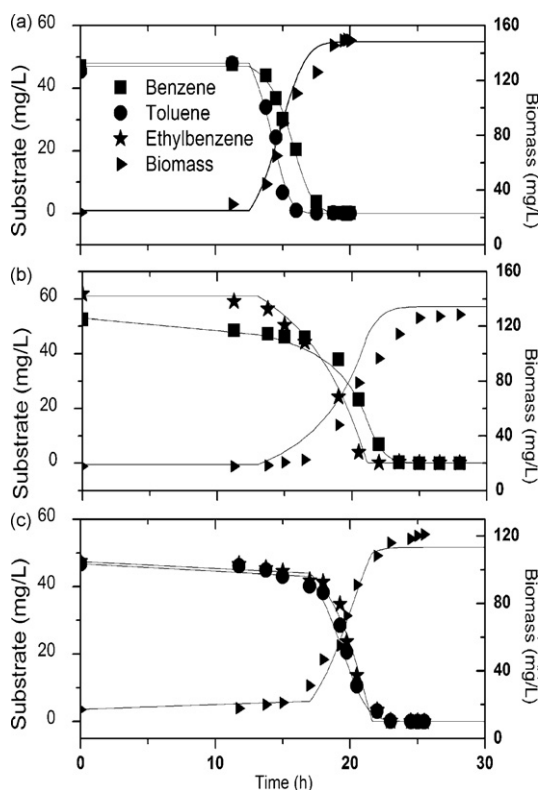 (a)
60
40
20
0
Substrate (mg/L)
Benzene
Toluene
Ethylbenzene
Biomass
160
120
80
40
0
Biomass (mg/L)
(b)
60
40
20
0
Substrate (mg/L)
160
120
80
40
0
Biomass (mg/L)
(c)
60
40
20
0
Substrate (mg/L)
120
80
40
0
Biomass (mg/L)
0 10 20 30
Time (h)